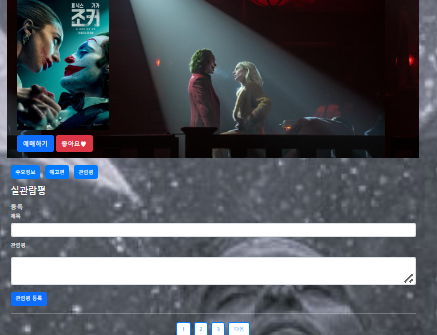 조커
예매하기 좋아요♥
주요정보 예고편 관람평
실관람평
등록
제목
관람평
관람평 등록
1 2 3 다음